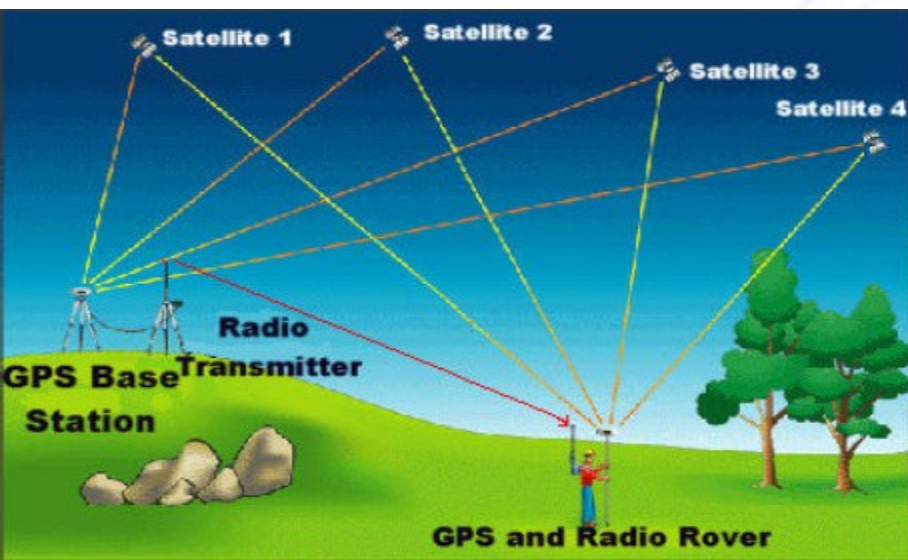 Satellite 1
Satellite 2
Satellite 3
Satellite 4
Radio
Transmitter
GPS Base
Station
GPS and Radio Rover